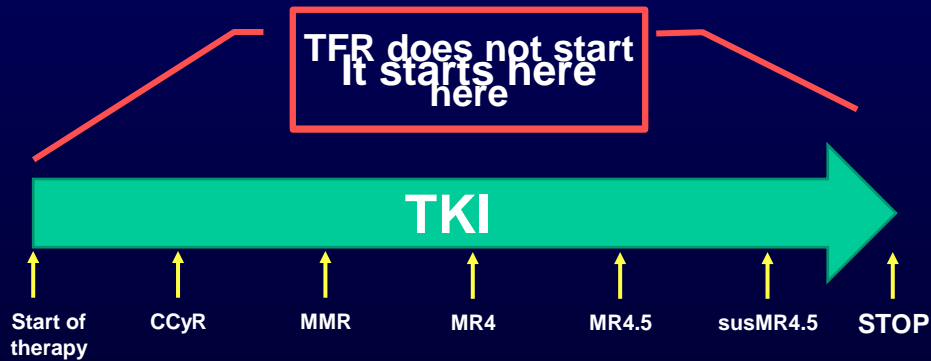 TFR does not start
It starts here
here
TKI
Start of
therapy
CCyR
MMR
MR4
MR4.5
susMR4.5
STOP